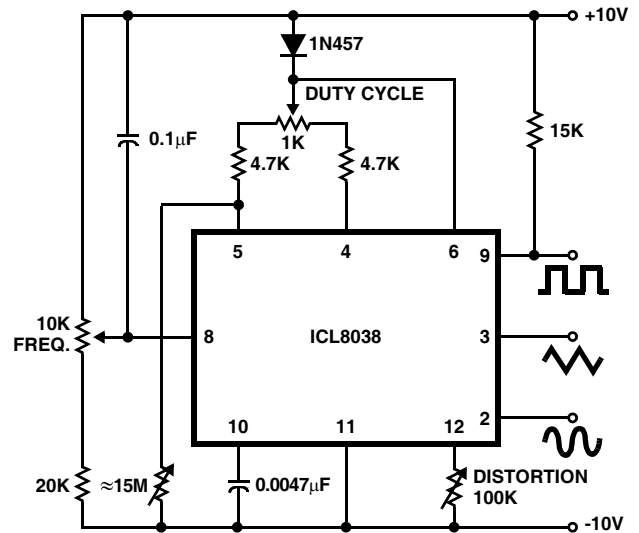 +10V
1N457
DUTY CYCLE
0.1μF
1K
15K
4.7K
4.7K
5
4
6
9
10K
FREQ.
8
ICL8038
3
10
11
12
2
20K
≈15M
0.0047μF
DISTORTION
100K
-10V